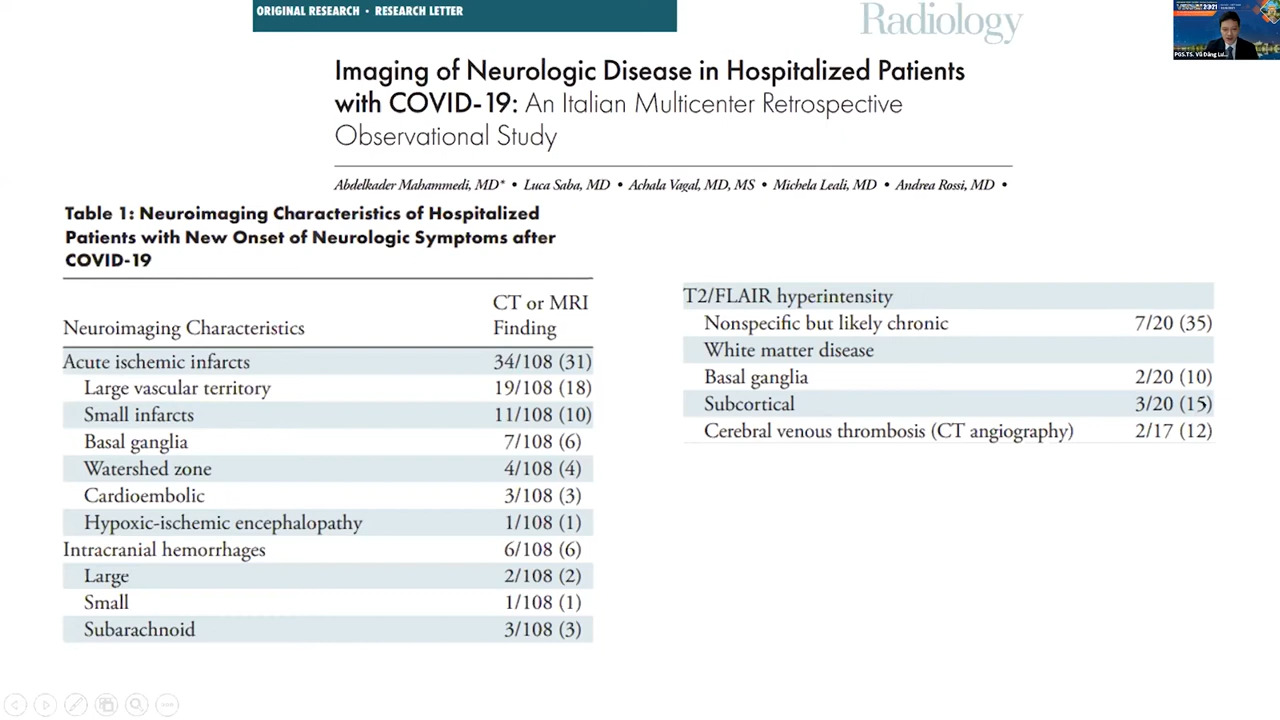 ORIGINAL RESEARCH • RESEARCH LETTER
Radiology
Imaging of Neurologic Disease in Hospitalized Patients
with COVID-19: An Italian Multicenter Retrospective
Observational Study
Abdelkader Mahammedi, MD* • Luca Saba, MD • Achala Vagal, MD, MS • Michela Leali, MD • Andrea Rossi, MD •
Table 1: Neuroimaging Characteristics of Hospitalized
Patients with New Onset of Neurologic Symptoms after
COVID-19
CT or MRI
Neuroimaging Characteristics Finding
Acute ischemic infarcts 34/108 (31)
Large vascular territory 19/108 (18)
Small infarcts 11/108 (10)
Basal ganglia 7/108 (6)
Watershed zone 4/108 (4)
Cardioembolic 3/108 (3)
Hypoxic-ischemic encephalopathy 1/108 (1)
Intracranial hemorrhages 6/108 (6)
Large 2/108 (2)
Small 1/108 (1)
Subarachnoid 3/108 (3)
T2/FLAIR hyperintensity
Nonspecific but likely chronic 7/20 (35)
White matter disease
Basal ganglia 2/20 (10)
Subcortical 3/20 (15)
Cerebral venous thrombosis (CT angiography) 2/17 (12)
PGS.TS. Vũ Đăng Lư...